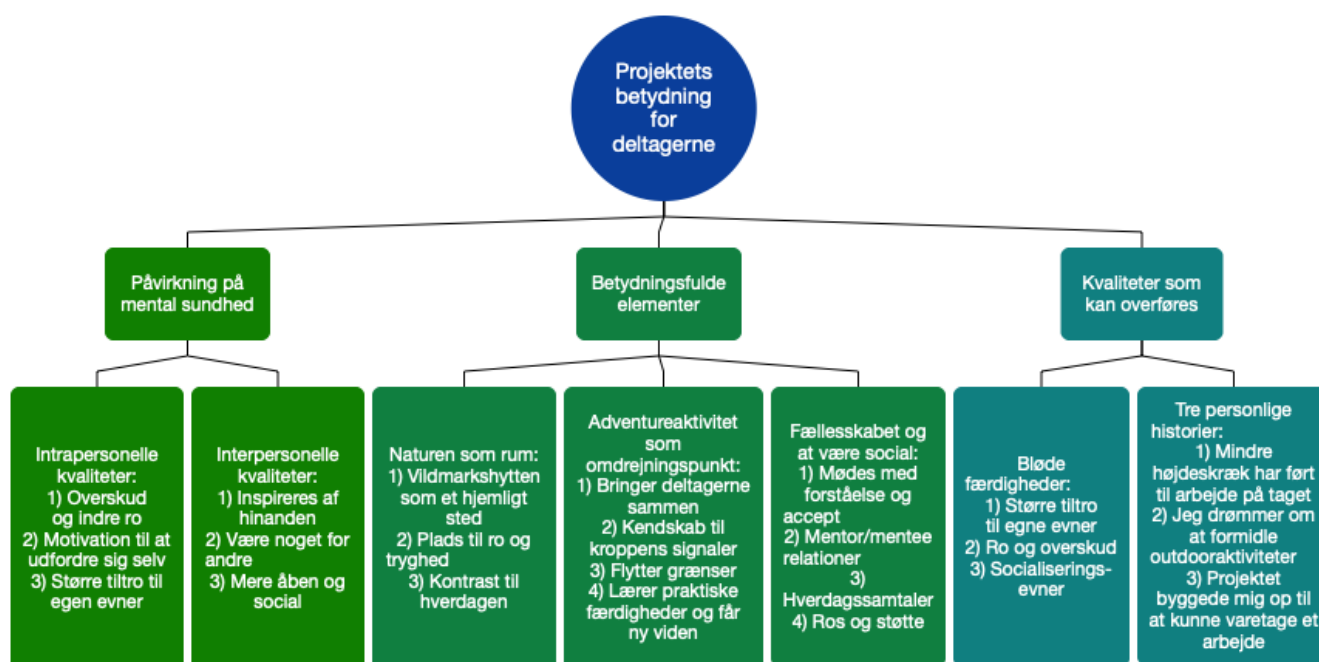 Projektets
betydning
for
deltagerne
Påvirkning på
mental sundhed
Betydningsfulde
elementer
Kvaliteter som
kan overføres
Intrapersonelle
kvaliteter:
1) Overskud
og indre ro
2) Motivation til at
udfordre sig selv
3) Større tiltro til
egen evner
Interpersonelle
kvaliteter:
1) Inspireres af
hinanden
2) Være noget for
andre
3) Mere åben og
social
Naturen som rum:
1) Vildmarkshytten
som et hjemligt
sted
2) Plads til ro og
tryghed
3) Kontrast til
hverdagen
Adventureaktivitet
som
omdrejningspunkt:
1) Bringer deltagerne
sammen
2) Kendskab til
kroppens signaler
3) Flytter grænser
4) Lærer praktiske
færdigheder og får
ny viden
Fællesskabet og
at være social:
1) Mødes med
forståelse og
accept
2) Mentor/mentee
relationer
3)
Hverdagssamtaler
4) Ros og støtte
Bløde
færdigheder:
1) Større tiltro
til egne evner
2) Ro og overskud
3) Socialiserings-
evner
Tre personlige
historier:
1) Mindre
højdeskræk har ført
til arbejde på taget
2) Jeg drømmer om
at formidle
outdooraktiviteter
3) Projektet
byggede mig op til
at kunne varetage et
arbejde